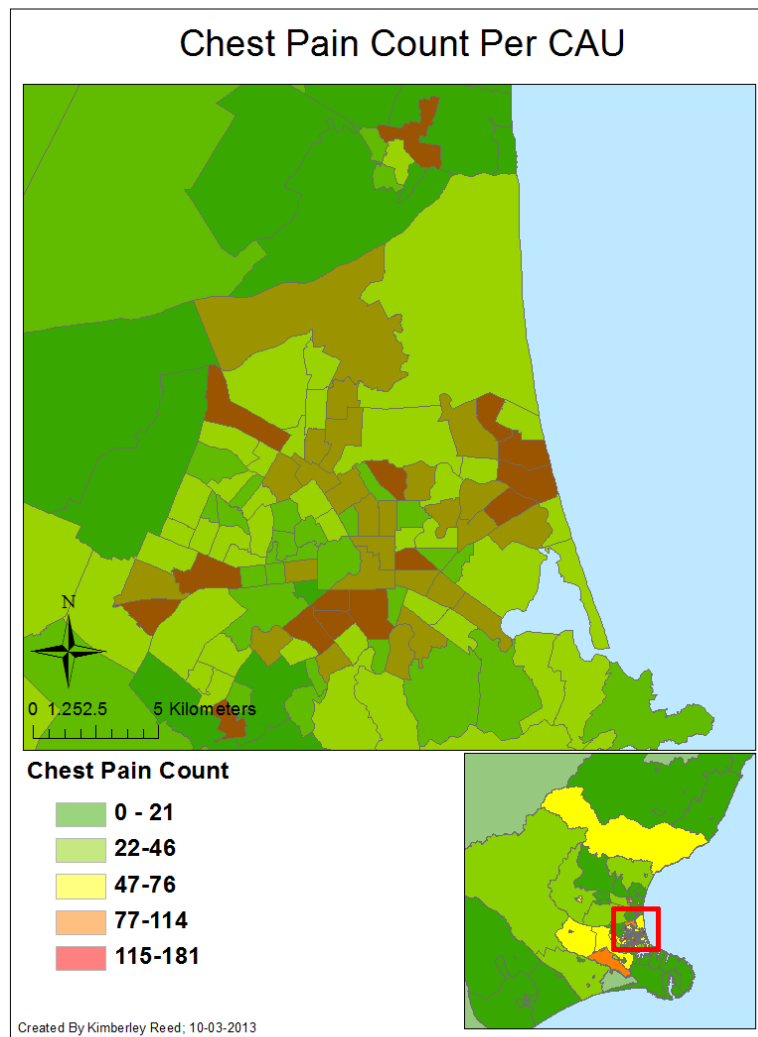 Chest Pain Count Per CAU
N
0 1.252.5 5 Kilometers
Chest Pain Count
0 - 21
22-46
47-76
77-114
115-181
Created By Kimberley Reed; 10-03-2013